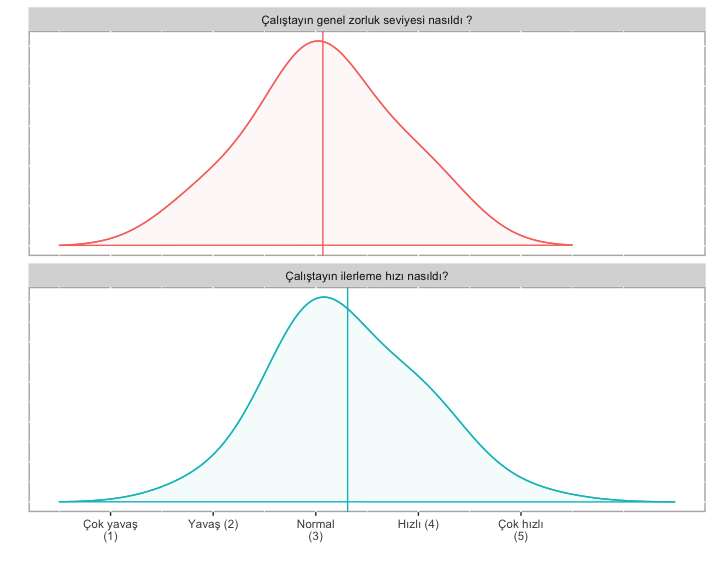 Çalıştayın genel zorluk seviyesi nasıldı ?
Çalıştayın ilerleme hızı nasıldı?
Çok yavaş
(1)
Yavaş (2)
Normal
(3)
Hızlı (4)
Çok hızlı
(5)